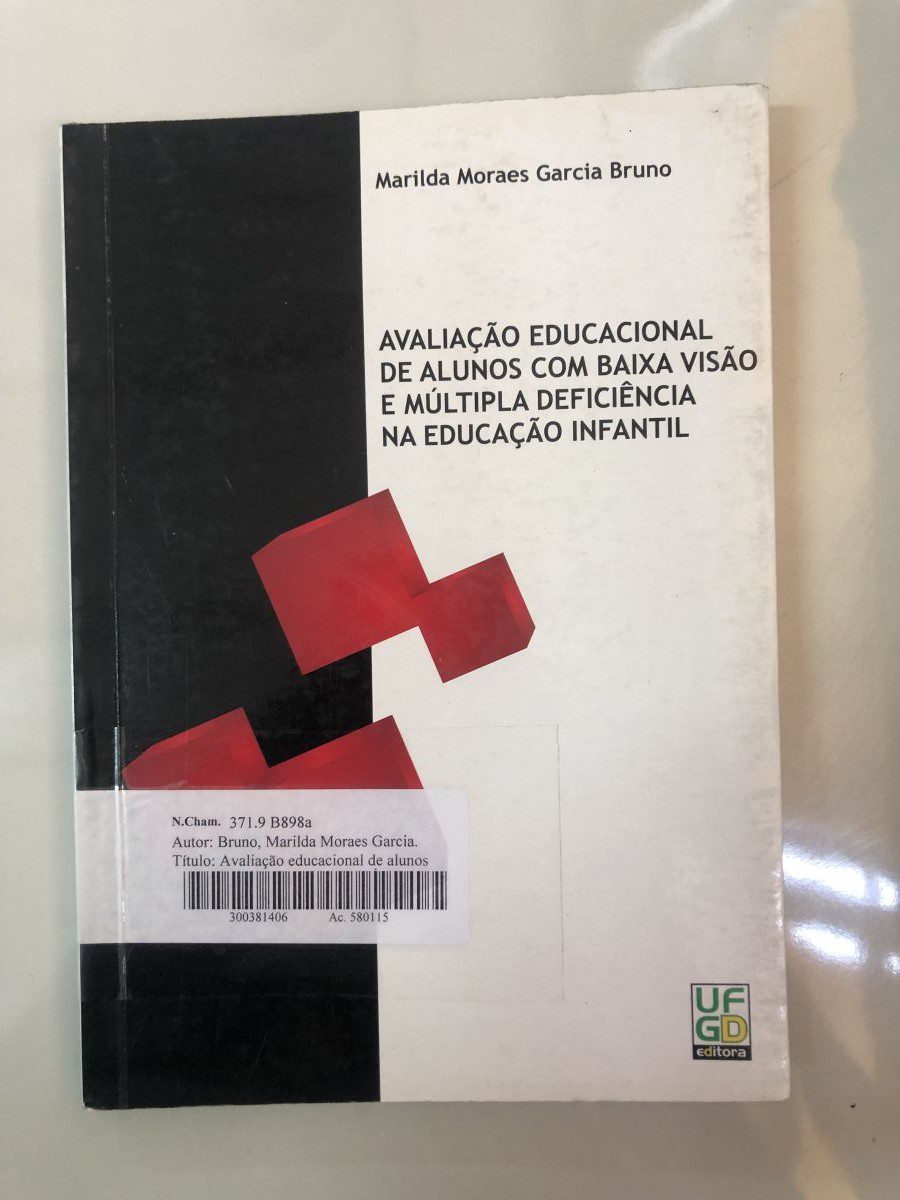 Marilda Moraes Garcia Bruno
AVALIAÇÃO EDUCACIONAL
DE ALUNOS COM BAIXA VISÃO
E MÚLTIPLA DEFICIÊNCIA
NA EDUCAÇÃO INFANTIL
N.Cham. 371.9 B898a
Autor: Bruno, Marilda Moraes Garcia.
Título: Avaliação educacional de alunos
300381406 Ac. 580115
UF
GD
editora